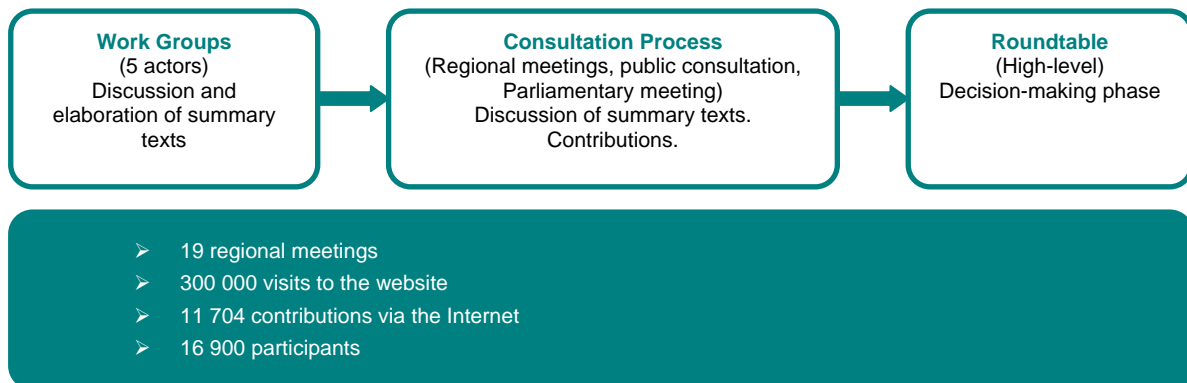 Work Groups
(5 actors)
Discussion and
elaboration of summary
texts
Consultation Process
(Regional meetings, public consultation,
Parliamentary meeting)
Discussion of summary texts.
Contributions.
Roundtable
(High-level)
Decision-making phase
➢ 19 regional meetings
➢ 300 000 visits to the website
➢ 11 704 contributions via the Internet
➢ 16 900 participants